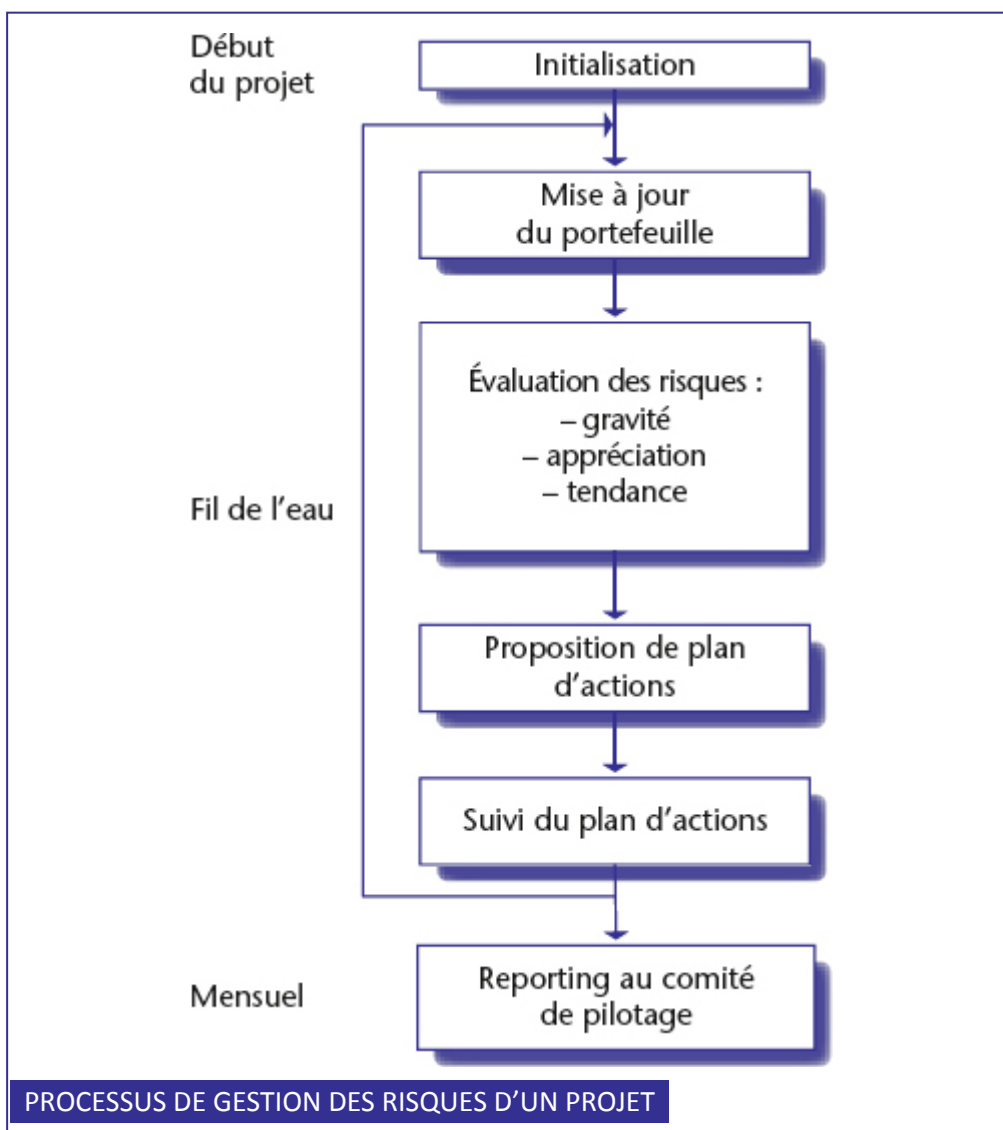 Début
du projet
Initialisation
Mise à jour
du portefeuille
Évaluation des risques :
– gravité
– appréciation
– tendance
Fil de l'eau
Proposition de plan
d'actions
Suivi du plan d'actions
Mensuel
Reporting au comité
de pilotage
PROCESSUS DE GESTION DES RISQUES D'UN PROJET